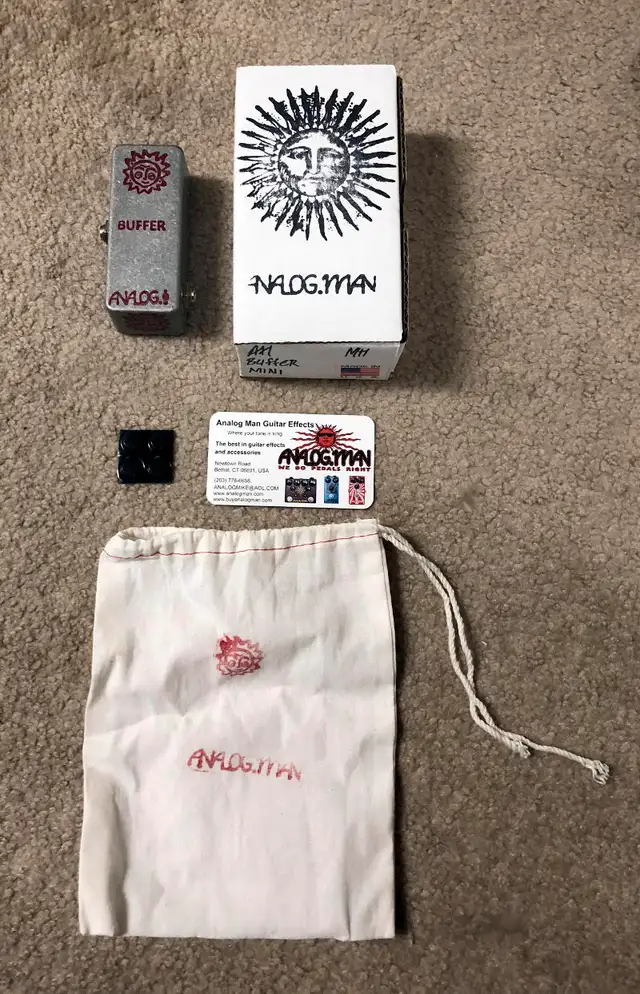 BUFFER
ANALOG.
ANALOG.MAN
AM
BUFFER
MINI
MH
Analog Man Guitar Effects
Where your tone is king
The best in guitar effects
and accessories
Bethel, CT 06801, USA
ANALOGMIKE@AOL.COM
www.analogman.com
www.buyanalogman.com
ANALOG.MAN
WE DO PEDALS RIGHT
ANALOG.MAN